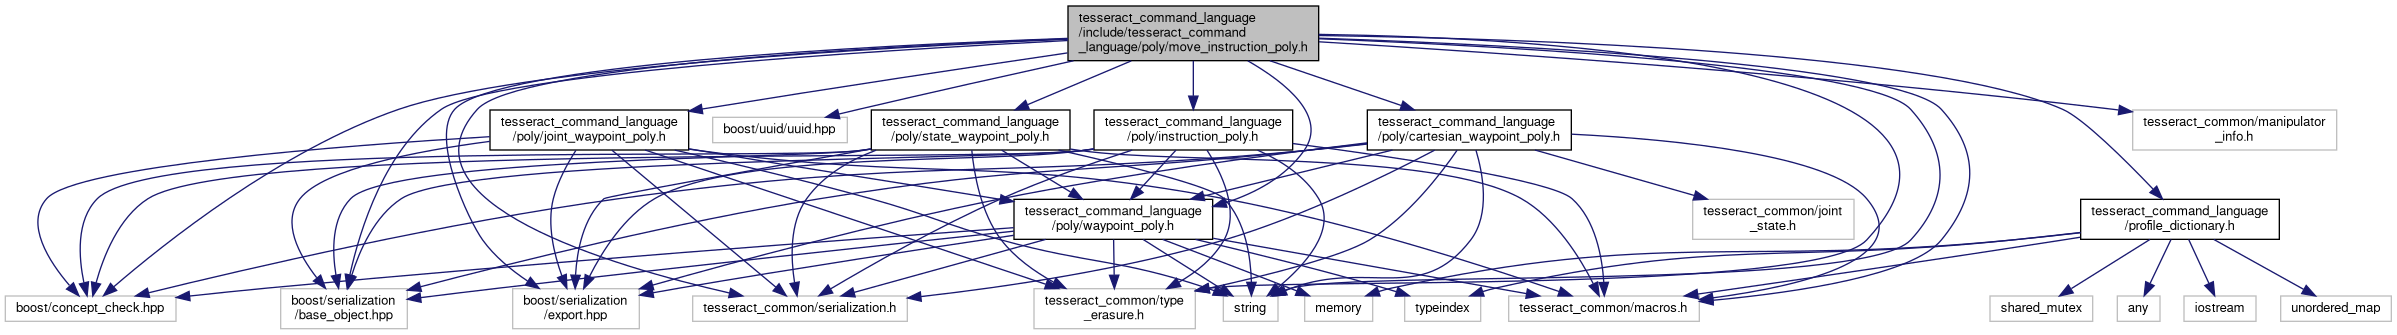 tesseract_command_language
/include/tesseract_command
_language/poly/move_instruction_poly.h
tesseract_command_language
/poly/joint_waypoint_poly.h
boost/uuid/uuid.hpp
tesseract_command_language
/poly/state_waypoint_poly.h
tesseract_command_language
/poly/instruction_poly.h
tesseract_command_language
/poly/cartesian_waypoint_poly.h
tesseract_common/manipulator
_info.h
tesseract_command_language
/poly/waypoint_poly.h
tesseract_common/joint
_state.h
tesseract_command_language
/profile_dictionary.h
boost/concept_check.hpp
boost/serialization
/base_object.hpp
boost/serialization
/export.hpp
tesseract_common/serialization.h
tesseract_common/type
_erasure.h
string
memory
typeindex
tesseract_common/macros.h
shared_mutex
any
iostream
unordered_map